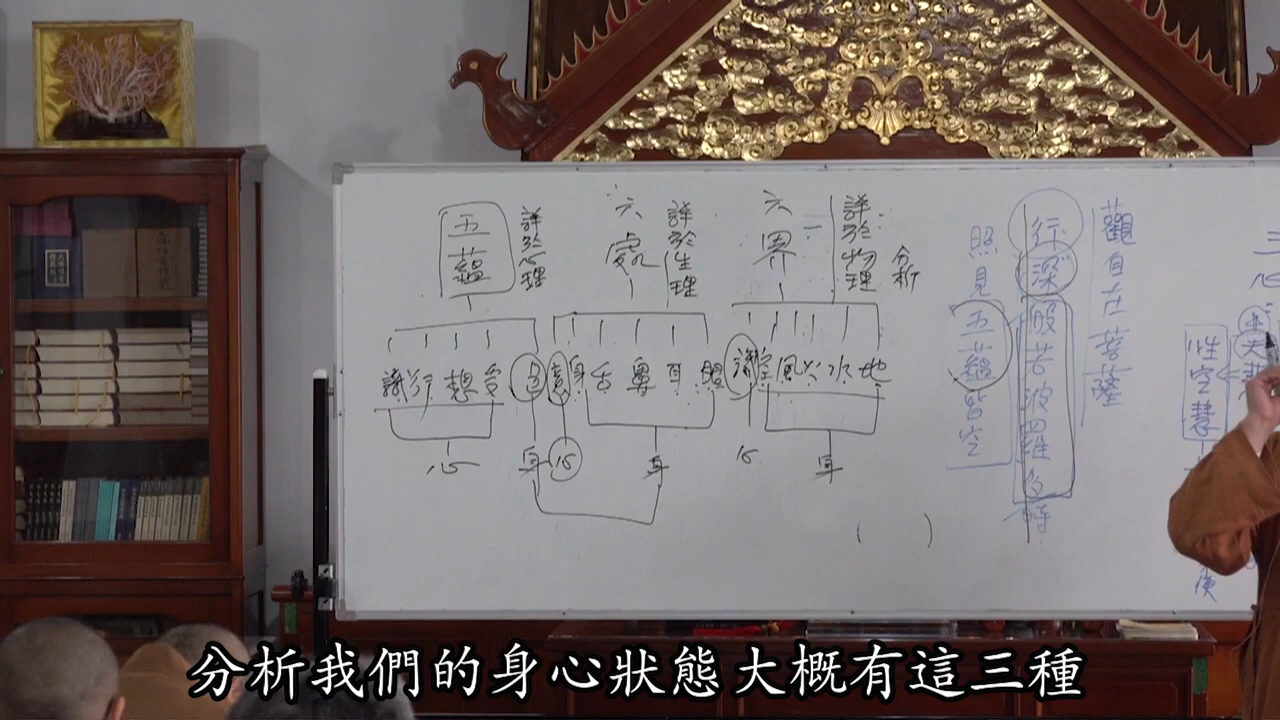 觀自在菩薩
行深般若波羅蜜多時
照見五蘊皆空
性空慧
分析
六界
詳於物理
地水火風空識
身
心
六處
詳於生理
眼耳鼻舌身意
身
心
五蘊
詳於心理
色受想行識
身
心
( )
分析我們的身心狀態大概有這三種